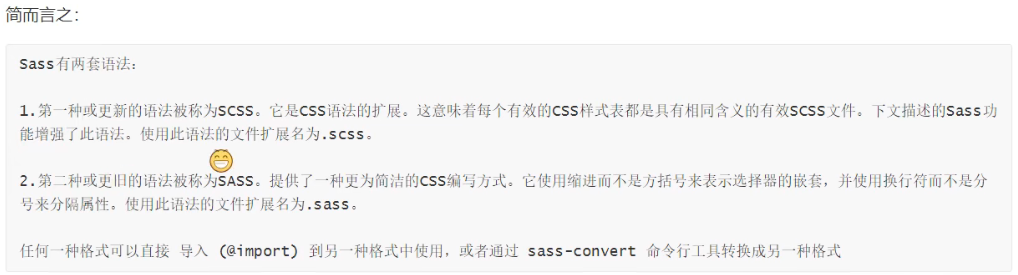 简而言之：
Sass有两套语法：
1.第一种或更新的语法被称为SCSS。它是CSS语法的扩展。这意味着每个有效的CSS样式表都是具有相同含义的有效SCSS文件。下文描述的Sass功
能增强了此语法。使用此语法的文件扩展名为.scss。
2.第二种或更旧的语法被称为SASS。提供了一种更为简洁的CSS编写方式。它使用缩进而不是方括号来表示选择器的嵌套，并使用换行符而不是分
号来分隔属性。使用此语法的文件扩展名为.sass。
任何一种格式可以直接 导入 (@import) 到另一种格式中使用，或者通过 sass-convert 命令行工具转换成另一种格式